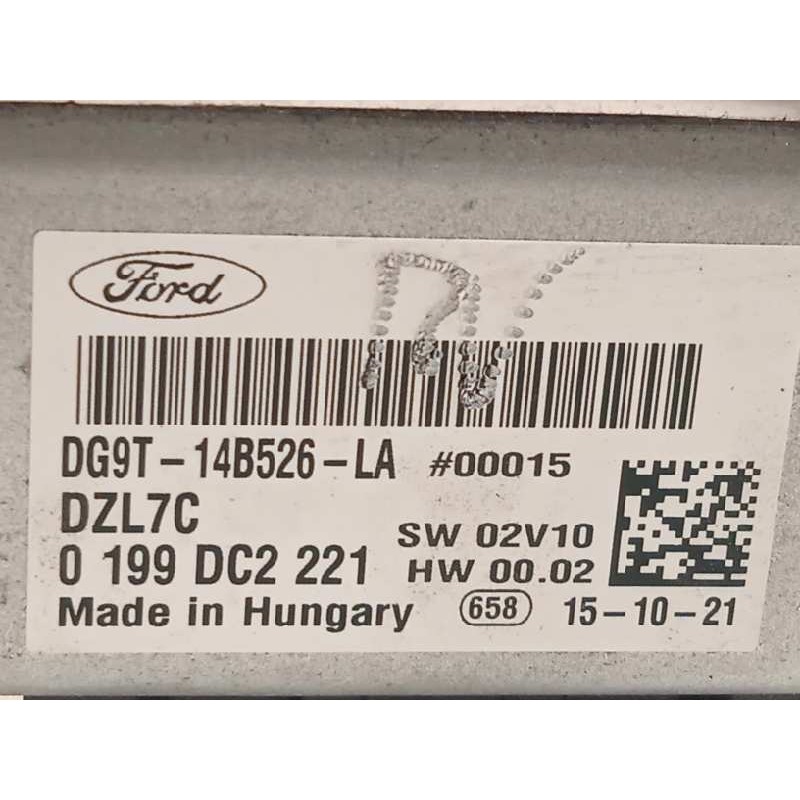 Ford
DG9T-14B526-LA #00015
DZL7C
SW 02V10
0 199 DC2 221
HW 00.02
Made in Hungary 658 15-10-21